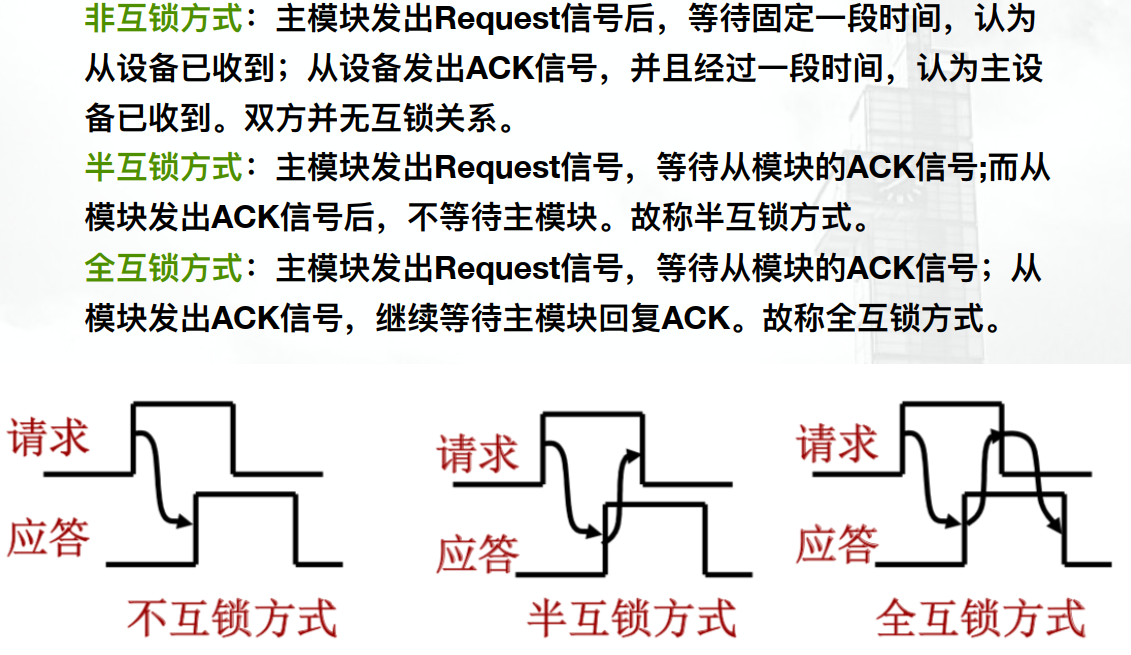 非互锁方式：主模块发出Request信号后，等待固定一段时间，认为
从设备已收到；从设备发出ACK信号，并且经过一段时间，认为主设
备已收到。双方并无互锁关系。
半互锁方式：主模块发出Request信号，等待从模块的ACK信号;而从
模块发出ACK信号后，不等待主模块。故称半互锁方式。
全互锁方式：主模块发出Request信号，等待从模块的ACK信号；从
模块发出ACK信号，继续等待主模块回复ACK。故称全互锁方式。
请求
应答
不互锁方式
请求
应答
半互锁方式
请求
应答
全互锁方式